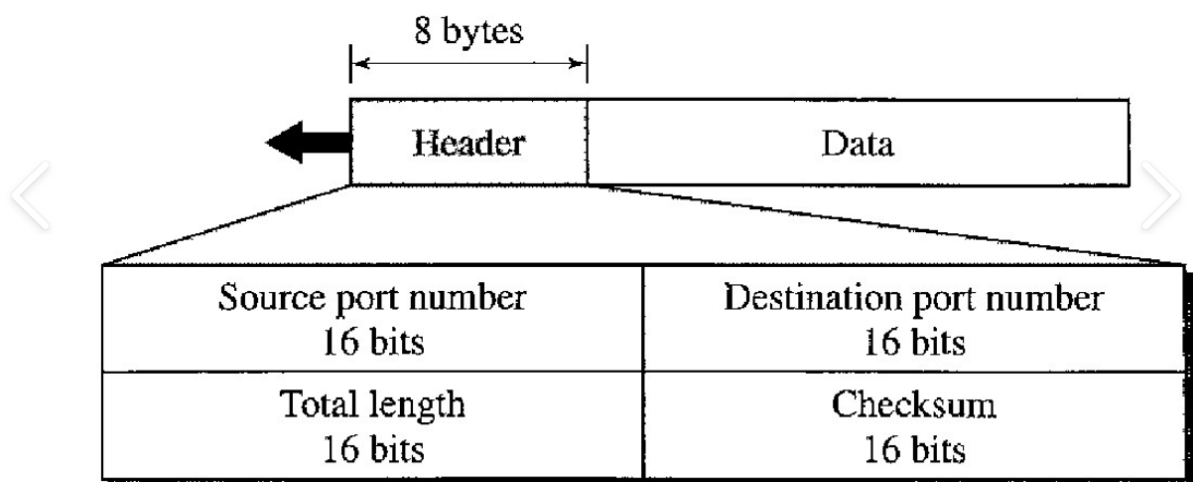 8 bytes
Header
Data
Source port number
16 bits
Destination port number
16 bits
Total length
16 bits
Checksum
16 bits